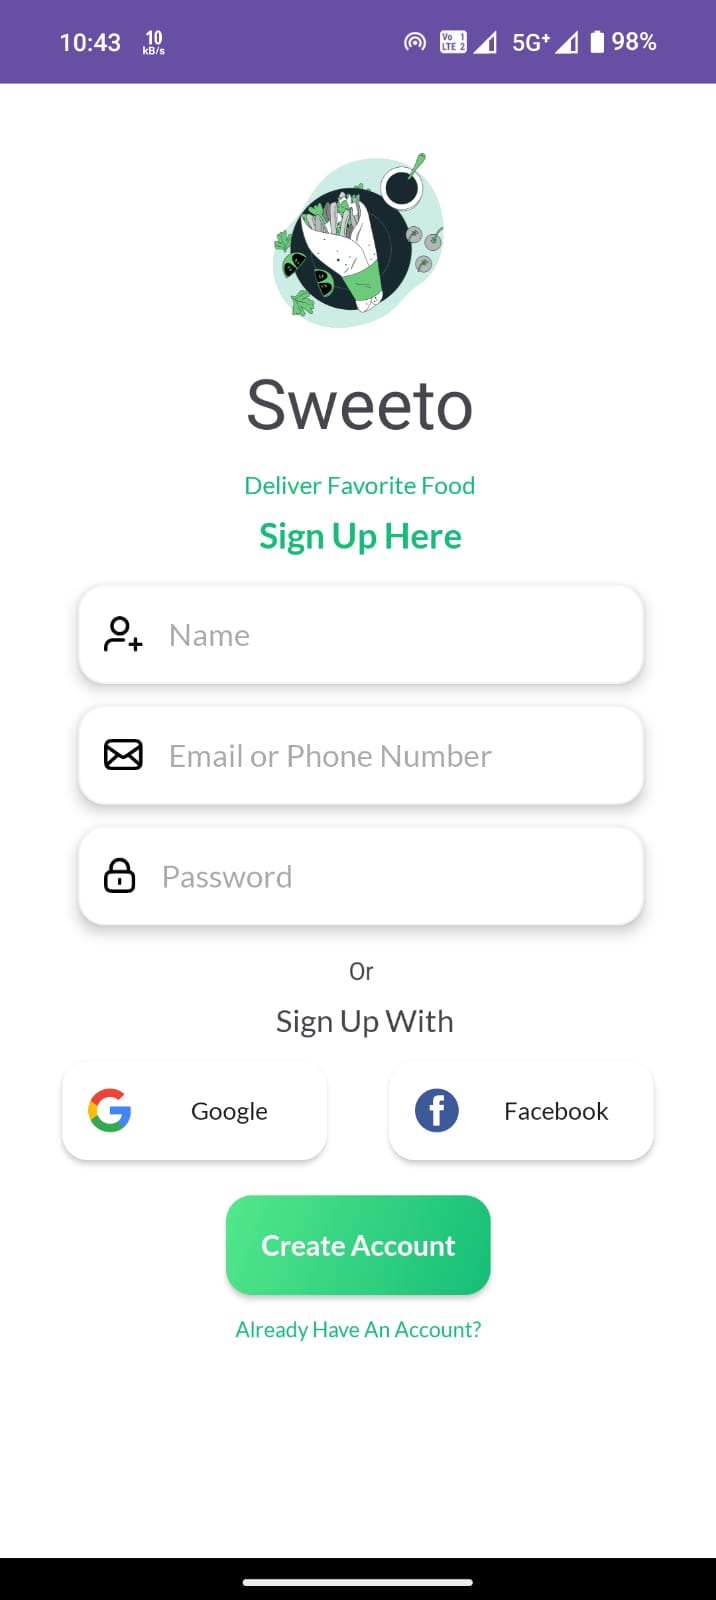 10:43 10 kB/s Vo 1 LTE 2 5G+ 98%
Sweeto
Deliver Favorite Food
Sign Up Here
Name
Email or Phone Number
Password
Or
Sign Up With
Google Facebook
Create Account
Already Have An Account?